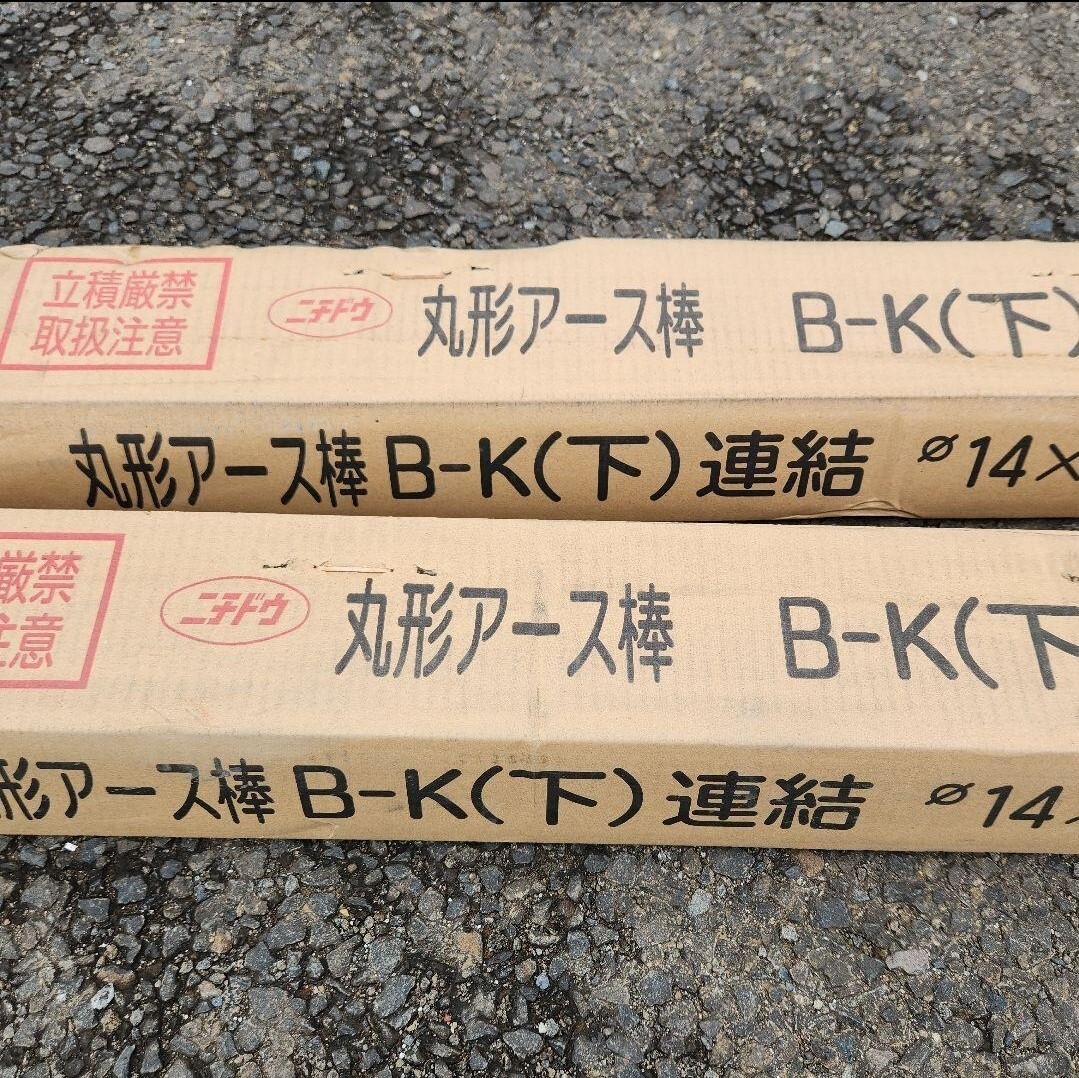 立積厳禁
取扱注意
ニチドウ
丸形アース棒 B-K(下)
丸形アース棒 B-K(下)連結 ø14×
厳禁
注意
ニチドウ
丸形アース棒 B-K(下
形アース棒 B-K(下)連結 ø14×